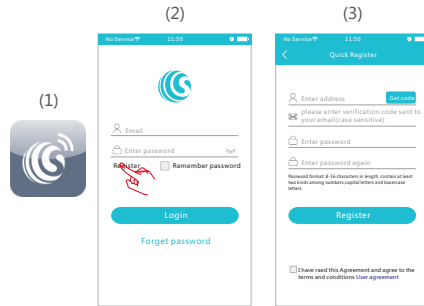 (1)
(2)
No Service 11:50
Email
Enter password
Register Remember password
Login
Forget password
(3)
No Service 11:50
Quick Register
Enter address Get code
please enter verification code sent to
your email(case sensitive)
Enter password
Enter password again
Password format: 8-16 characters in length, contain at least
two kinds among numbers,capital letters and lowercase
letters
Register
I have raed this Agreement and agree to the
terms and conditions User agreement